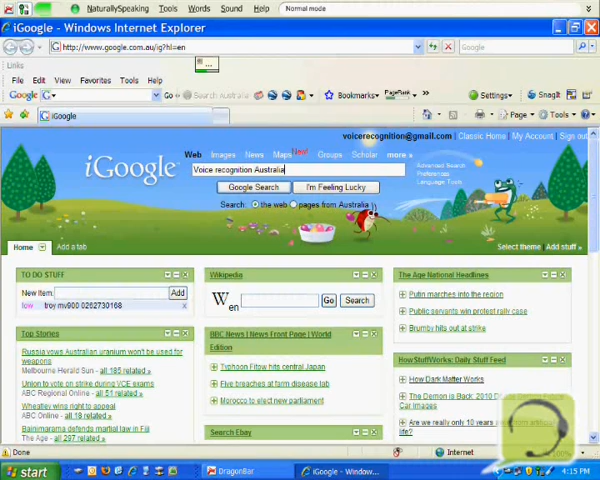 NaturallySpeaking Tools Words Sound Help Normal mode
iGoogle - Windows Internet Explorer
http://www.google.com.au/ig?hl=en
Google
...
Links
File Edit View Favorites Tools Help
Google G Go Search Australia PageRank Bookmarks Settings SnagIt
iGoogle
Page Tools
voicerecognition@gmail.com | Classic Home | My Account | Sign out
Web Images News Maps New! Groups Scholar more »
iGoogle
Voice recognition Australia
Advanced Search
Preferences
Language Tools
Google Search I'm Feeling Lucky
Search: the web pages from Australia
Home Add a tab
Select theme | Add stuff »
TO DO STUFF
New Item: Add
low troy mv900 0262730168 x
Top Stories
Russia vows Australian uranium won't be used for
weapons
Melbourne Herald Sun - all 185 related »
Union to vote on strike during VCE exams
ABC Regional Online - all 51 related »
Wheatley wins right to appeal
ABC Online - all 18 related »
Bainimarama defends martial law in Fiji
The Age - all 297 related »
Wikipedia
W en Go Search
BBC News | News Front Page | World
Edition
Typhoon Fitow hits central Japan
Five breaches at farm disease lab
Morocco to elect new parliament
Search Ebay
The Age National Headlines
Putin marches into the region
Public servants win protest rally case
Brumby hits out at strike
HowStuffWorks: Daily Stuff Feed
How Dark Matter Works
The Demon is Back: 2010 D
Car Images
Are we really only 10 years
life?
Done
Internet
100%
start
DragonBar
iGoogle - Window...
4:15 PM